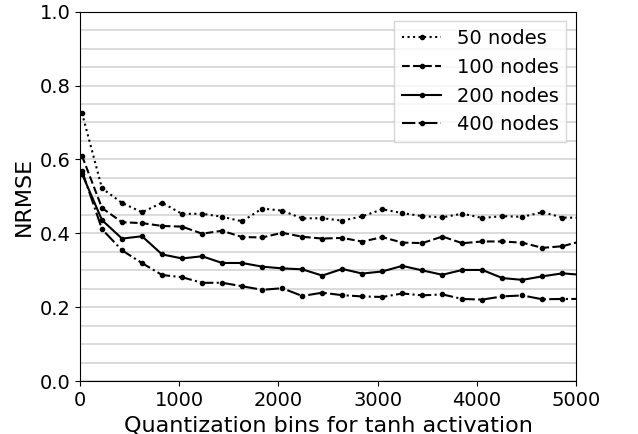 1.0
0.8
0.6
0.4
0.2
0.0
NRMSE
50 nodes
100 nodes
200 nodes
400 nodes
0 1000 2000 3000 4000 5000
Quantization bins for tanh activation